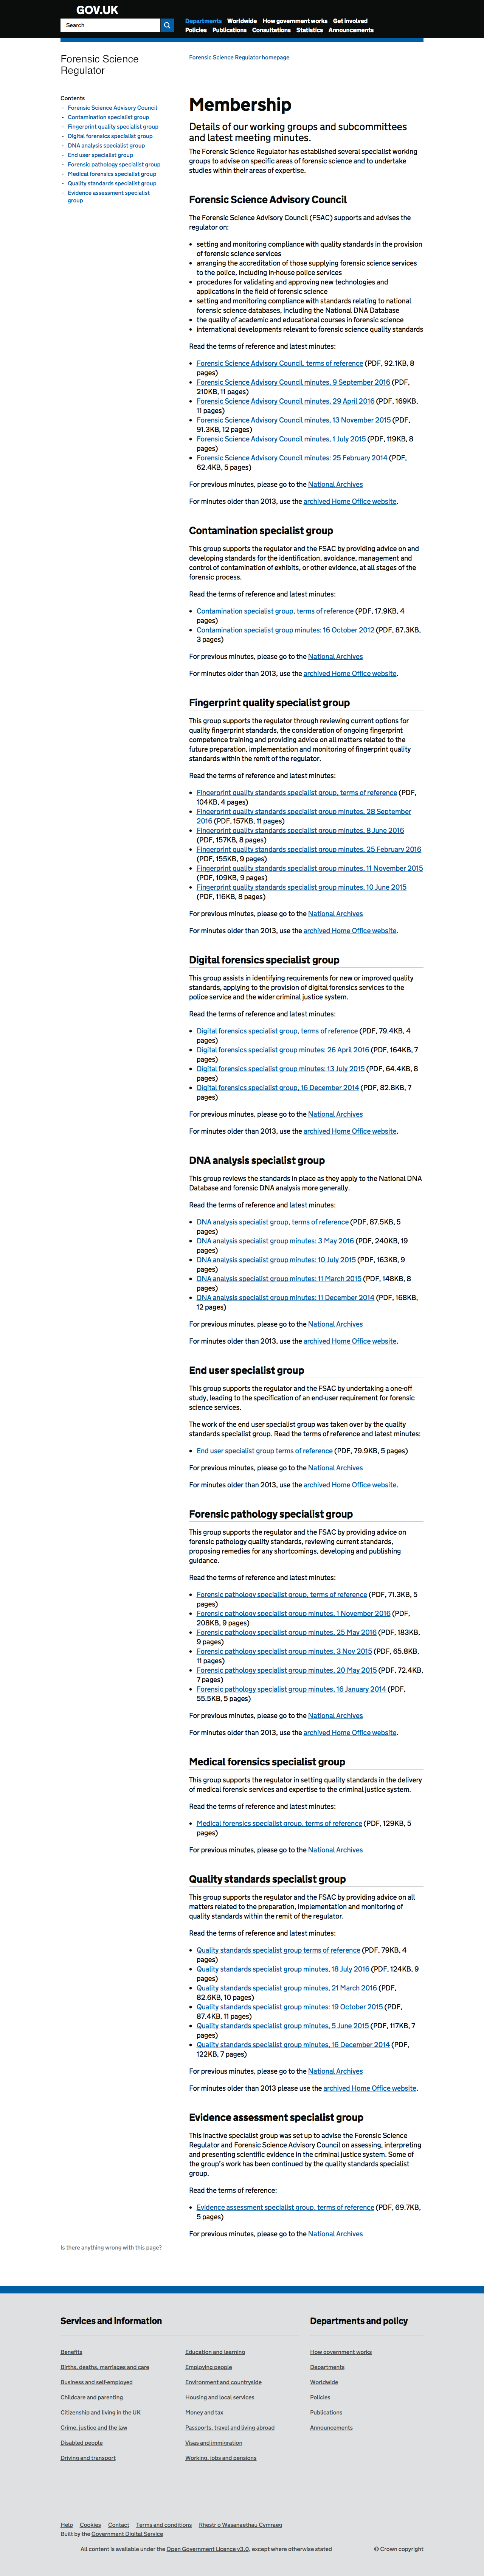 GOV.UK
Search
Departments Worldwide How government works Get involved
Policies Publications Consultations Statistics Announcements
Forensic Science
Regulator
Forensic Science Regulator homepage
Contents
Forensic Science Advisory Council
Contamination specialist group
Fingerprint quality specialist group
Digital forensics specialist group
DNA analysis specialist group
End user specialist group
Forensic pathology specialist group
Medical forensics specialist group
Quality standards specialist group
Evidence assessment specialist
group
Membership
Details of our working groups and subcommittees
and latest meeting minutes.
The Forensic Science Regulator has established several specialist working
groups to advise on specific areas of forensic science and to undertake
studies within their areas of expertise.
Forensic Science Advisory Council
The Forensic Science Advisory Council (FSAC) supports and advises the
regulator on:
• setting and monitoring compliance with quality standards in the provision
of forensic science services
• arranging the accreditation of those supplying forensic science services
to the police, including in-house police services
• procedures for validating and approving new technologies and
applications in the field of forensic science
• setting and monitoring compliance with standards relating to national
forensic science databases, including the National DNA Database
• the quality of academic and educational courses in forensic science
• international developments relevant to forensic science quality standards
Read the terms of reference and latest minutes:
• Forensic Science Advisory Council, terms of reference (PDF, 92.1KB, 8
pages)
• Forensic Science Advisory Council minutes, 9 September 2016 (PDF,
210KB, 11 pages)
• Forensic Science Advisory Council minutes, 29 April 2016 (PDF, 169KB,
11 pages)
• Forensic Science Advisory Council minutes, 13 November 2015 (PDF,
91.3KB, 12 pages)
• Forensic Science Advisory Council minutes, 1 July 2015 (PDF, 119KB, 8
pages)
• Forensic Science Advisory Council minutes: 25 February 2014 (PDF,
62.4KB, 5 pages)
For previous minutes, please go to the National Archives
For minutes older than 2013, use the archived Home Office website.
Contamination specialist group
This group supports the regulator and the FSAC by providing advice on and
developing standards for the identification, avoidance, management and
control of contamination of exhibits, or other evidence, at all stages of the
forensic process.
Read the terms of reference and latest minutes:
• Contamination specialist group, terms of reference (PDF, 17.9KB, 4
pages)
• Contamination specialist group minutes: 16 October 2012 (PDF, 87.3KB,
3 pages)
For previous minutes, please go to the National Archives
For minutes older than 2013, use the archived Home Office website.
Fingerprint quality specialist group
This group supports the regulator through reviewing current options for
quality fingerprint standards, the consideration of ongoing fingerprint
competence training and providing advice on all matters related to the
future preparation, implementation and monitoring of fingerprint quality
standards within the remit of the regulator.
Read the terms of reference and latest minutes:
• Fingerprint quality standards specialist group, terms of reference (PDF,
104KB, 4 pages)
• Fingerprint quality standards specialist group minutes, 28 September
2016 (PDF, 157KB, 11 pages)
• Fingerprint quality standards specialist group minutes, 8 June 2016
(PDF, 157KB, 8 pages)
• Fingerprint quality standards specialist group minutes, 25 February 2016
(PDF, 155KB, 9 pages)
• Fingerprint quality standards specialist group minutes, 11 November 2015
(PDF, 109KB, 9 pages)
• Fingerprint quality standards specialist group minutes, 10 June 2015
(PDF, 116KB, 8 pages)
For previous minutes, please go to the National Archives
For minutes older than 2013, use the archived Home Office website.
Digital forensics specialist group
This group assists in identifying requirements for new or improved quality
standards, applying to the provision of digital forensics services to the
police service and the wider criminal justice system.
Read the terms of reference and latest minutes:
• Digital forensics specialist group, terms of reference (PDF, 79.4KB, 4
pages)
• Digital forensics specialist group minutes: 26 April 2016 (PDF, 164KB, 7
pages)
• Digital forensics specialist group minutes: 13 July 2015 (PDF, 64.4KB, 8
pages)
• Digital forensics specialist group, 16 December 2014 (PDF, 82.8KB, 7
pages)
For previous minutes, please go to the National Archives
For minutes older than 2013, use the archived Home Office website.
DNA analysis specialist group
This group reviews the standards in place as they apply to the National DNA
Database and forensic DNA analysis more generally.
Read the terms of reference and latest minutes:
• DNA analysis specialist group, terms of reference (PDF, 87.5KB, 5
pages)
• DNA analysis specialist group minutes: 3 May 2016 (PDF, 240KB, 19
pages)
• DNA analysis specialist group minutes: 10 July 2015 (PDF, 163KB, 9
pages)
• DNA analysis specialist group minutes: 11 March 2015 (PDF, 148KB, 8
pages)
• DNA analysis specialist group minutes: 11 December 2014 (PDF, 168KB,
12 pages)
For previous minutes, please go to the National Archives
For minutes older than 2013, use the archived Home Office website.
End user specialist group
This group supports the regulator and the FSAC by undertaking a one-off
study, leading to the specification of an end-user requirement for forensic
science services.
The work of the end user specialist group was taken over by the quality
standards specialist group. Read the terms of reference and latest minutes:
• End user specialist group terms of reference (PDF, 79.9KB, 5 pages)
For previous minutes, please go to the National Archives
For minutes older than 2013, use the archived Home Office website.
Forensic pathology specialist group
This group supports the regulator and the FSAC by providing advice on
forensic pathology quality standards, reviewing current standards,
proposing remedies for any shortcomings, developing and publishing
guidance.
Read the terms of reference and latest minutes:
• Forensic pathology specialist group, terms of reference (PDF, 71.3KB, 5
pages)
• Forensic pathology specialist group minutes, 1 November 2016 (PDF,
208KB, 9 pages)
• Forensic pathology specialist group minutes, 25 May 2016 (PDF, 183KB,
9 pages)
• Forensic pathology specialist group minutes, 3 Nov 2015 (PDF, 65.8KB,
11 pages)
• Forensic pathology specialist group minutes, 20 May 2015 (PDF, 72.4KB,
7 pages)
• Forensic pathology specialist group minutes, 16 January 2014 (PDF,
55.5KB, 5 pages)
For previous minutes, please go to the National Archives
For minutes older than 2013, use the archived Home Office website.
Medical forensics specialist group
This group supports the regulator in setting quality standards in the delivery
of medical forensic services and expertise to the criminal justice system.
Read the terms of reference and latest minutes:
• Medical forensics specialist group, terms of reference (PDF, 129KB, 5
pages)
For previous minutes, please go to the National Archives
Quality standards specialist group
This group supports the regulator and the FSAC by providing advice on all
matters related to the preparation, implementation and monitoring of
quality standards within the remit of the regulator.
Read the terms of reference and latest minutes:
• Quality standards specialist group terms of reference (PDF, 79KB, 4
pages)
• Quality standards specialist group minutes, 18 July 2016 (PDF, 124KB, 9
pages)
• Quality standards specialist group minutes, 21 March 2016 (PDF,
82.6KB, 10 pages)
• Quality standards specialist group minutes: 19 October 2015 (PDF,
87.4KB, 11 pages)
• Quality standards specialist group minutes, 5 June 2015 (PDF, 117KB, 7
pages)
• Quality standards specialist group minutes, 16 December 2014 (PDF,
122KB, 7 pages)
For previous minutes, please go to the National Archives
For minutes older than 2013 please use the archived Home Office website.
Evidence assessment specialist group
This inactive specialist group was set up to advise the Forensic Science
Regulator and Forensic Science Advisory Council on assessing, interpreting
and presenting scientific evidence in the criminal justice system. Some of
the group's work has been continued by the quality standards specialist
group.
Read the terms of reference:
• Evidence assessment specialist group, terms of reference (PDF, 69.7KB,
5 pages)
For previous minutes, please go to the National Archives
Is there anything wrong with this page?
Services and information
Benefits
Births, deaths, marriages and care
Business and self-employed
Childcare and parenting
Citizenship and living in the UK
Crime, justice and the law
Disabled people
Driving and transport
Education and learning
Employing people
Environment and countryside
Housing and local services
Money and tax
Passports, travel and living abroad
Visas and immigration
Working, jobs and pensions
Departments and policy
How government works
Departments
Worldwide
Policies
Publications
Announcements
Help Cookies Contact Terms and conditions Rhestr o Wasanaethau Cymraeg
Built by the Government Digital Service
All content is available under the Open Government Licence v3.0, except where otherwise stated
© Crown copyright